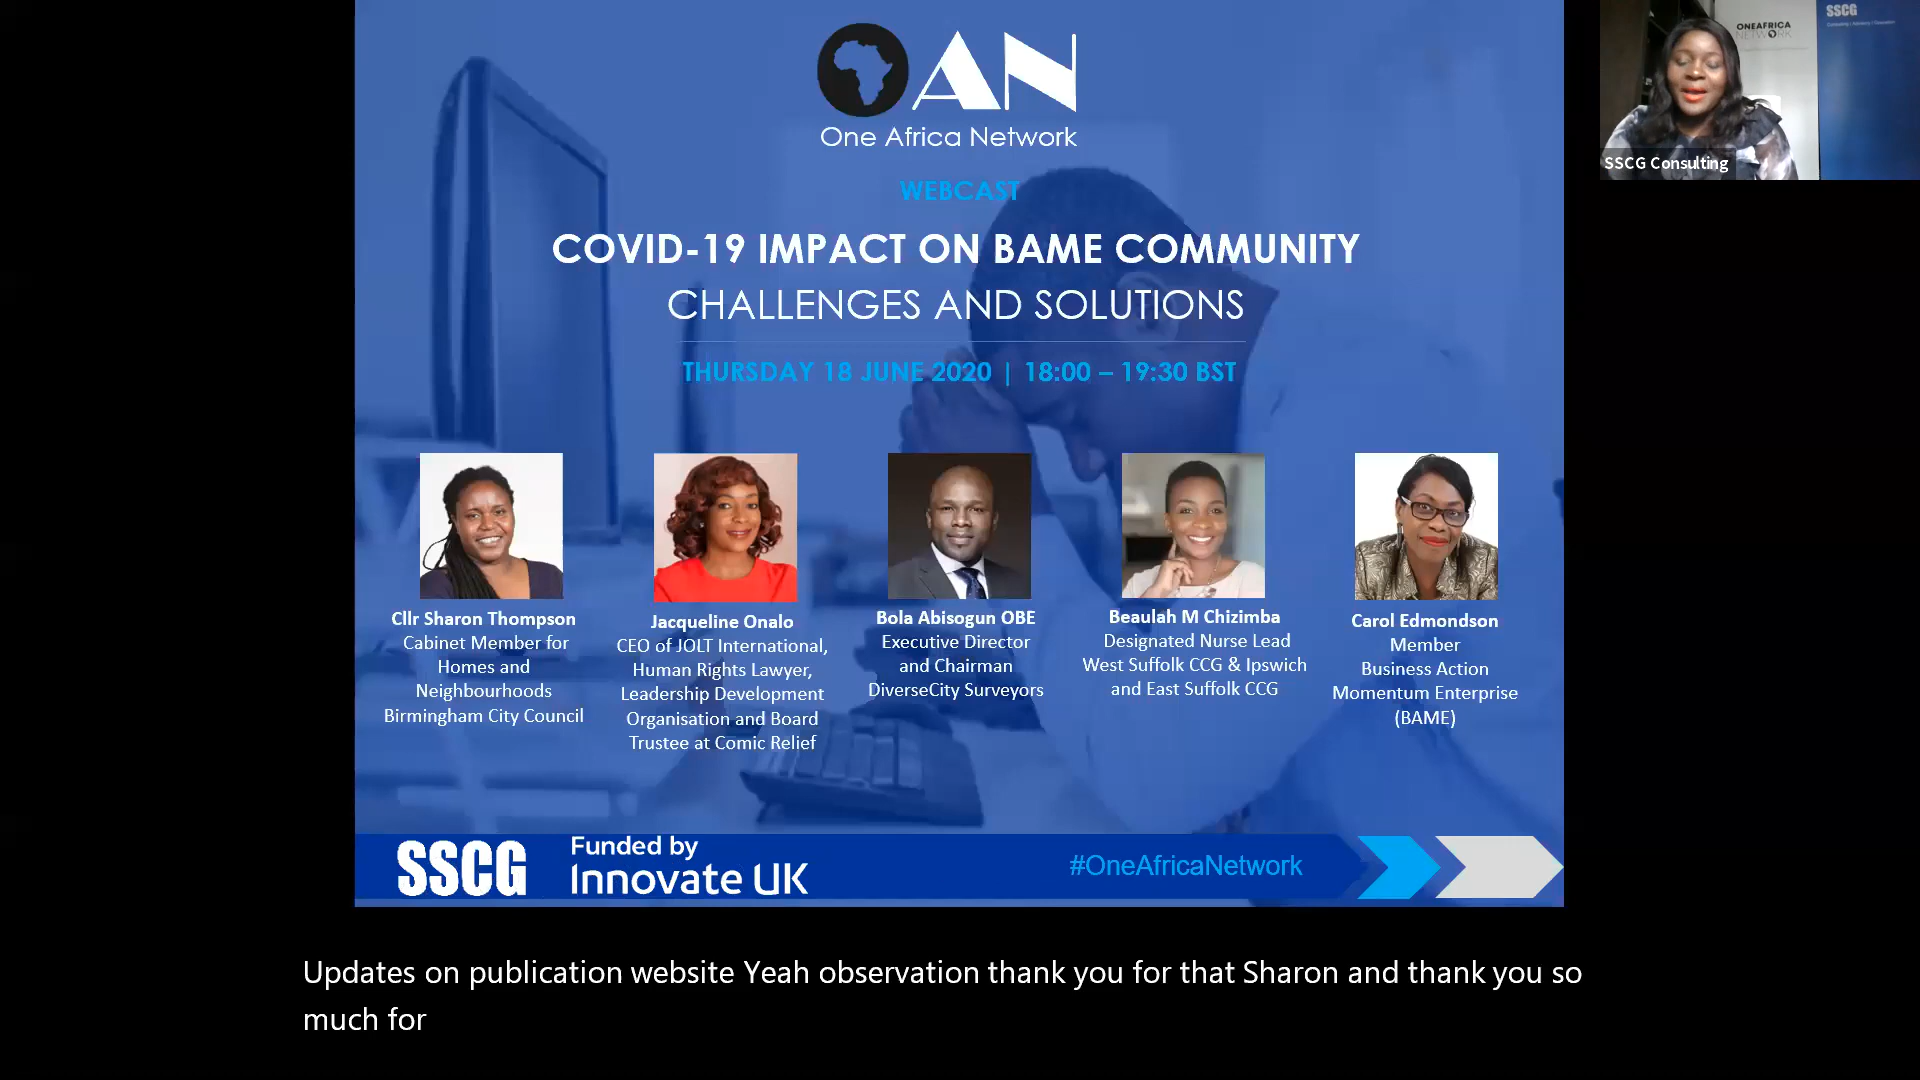 AN
One Africa Network
WEBCAST
COVID-19 IMPACT ON BAME COMMUNITY
CHALLENGES AND SOLUTIONS
THURSDAY 18 JUNE 2020 | 18:00 – 19:30 BST
Cllr Sharon Thompson
Cabinet Member for
Homes and
Neighbourhoods
Birmingham City Council
Jacqueline Onalo
CEO of JOLT International,
Human Rights Lawyer,
Leadership Development
Organisation and Board
Trustee at Comic Relief
Bola Abisogun OBE
Executive Director
and Chairman
DiverseCity Surveyors
Beaulah M Chizimba
Designated Nurse Lead
West Suffolk CCG & Ipswich
and East Suffolk CCG
Carol Edmondson
Member
Business Action
Momentum Enterprise
(BAME)
SSCG
Funded by
Innovate UK
#OneAfricaNetwork
ONEAFRICA
NETWORK
SSCG
SSCG Consulting
Updates on publication website Yeah observation thank you for that Sharon and thank you so
much for